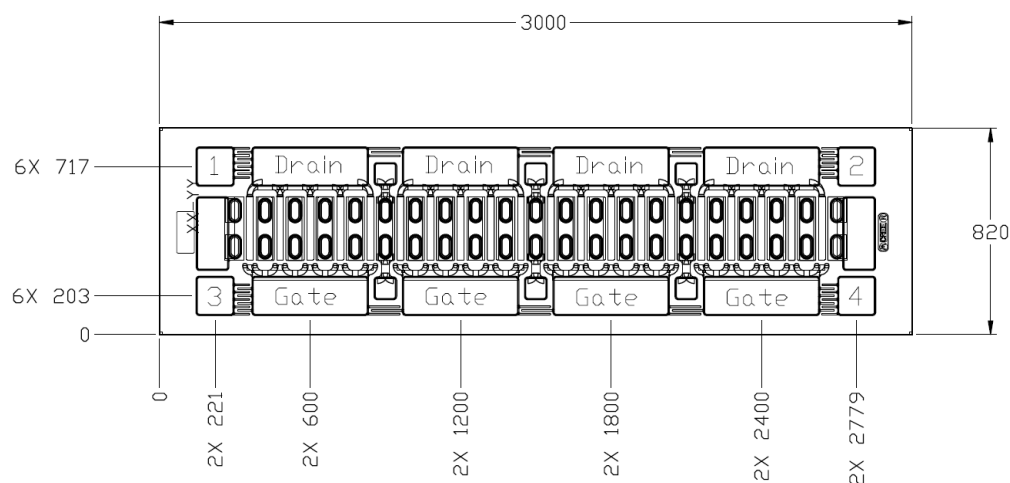 3000
6X 717
1
Drain
Drain
Drain
Drain
2
XX-YY
820
6X 203
3
Gate
Gate
Gate
Gate
4
0
0
2X 221
2X 600
2X 1200
2X 1800
2X 2400
2X 2779